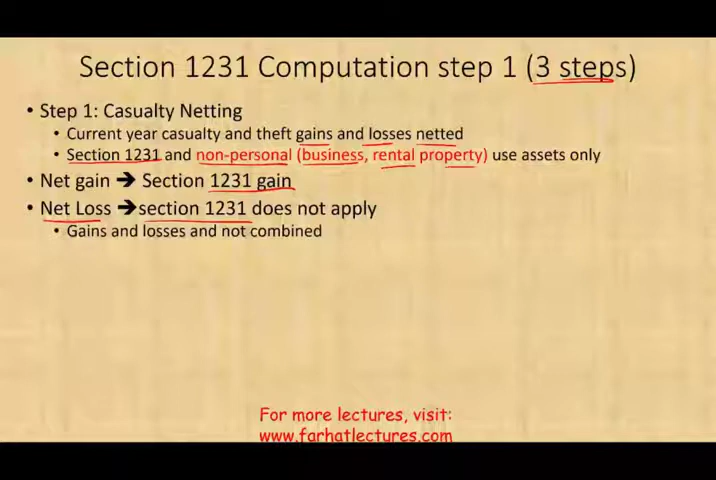 Section 1231 Computation step 1 (3 steps)
• Step 1: Casualty Netting
• Current year casualty and theft gains and losses netted
• Section 1231 and non-personal (business, rental property) use assets only
• Net gain ➔ Section 1231 gain
• Net Loss ➔section 1231 does not apply
• Gains and losses and not combined
For more lectures, visit:
www.farhatlectures.com